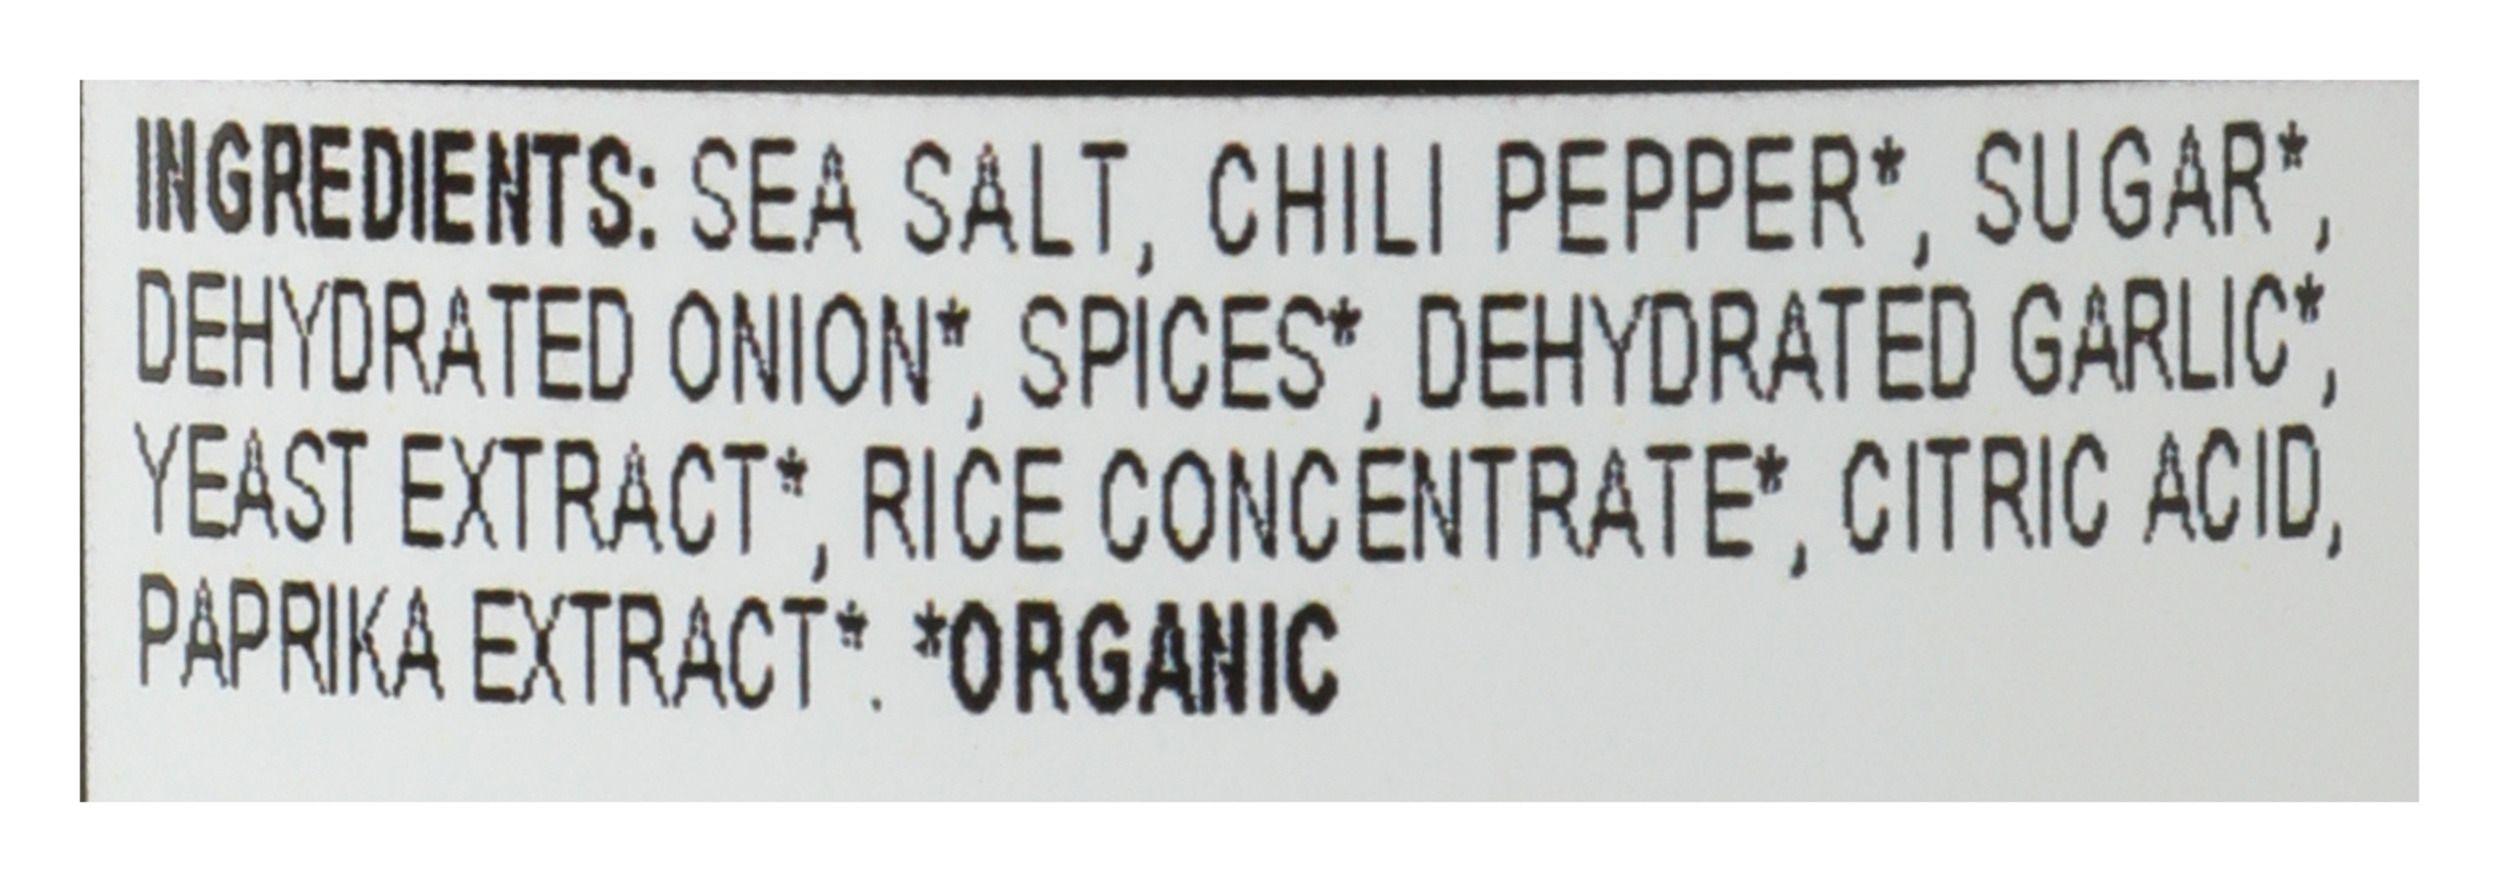 INGREDIENTS: SEA SALT, CHILI PEPPER*, SUGAR*,
DEHYDRATED ONION*, SPICES*, DEHYDRATED GARLIC*,
YEAST EXTRACT*, RICE CONCENTRATE*, CITRIC ACID,
PAPRIKA EXTRACT*. *ORGANIC